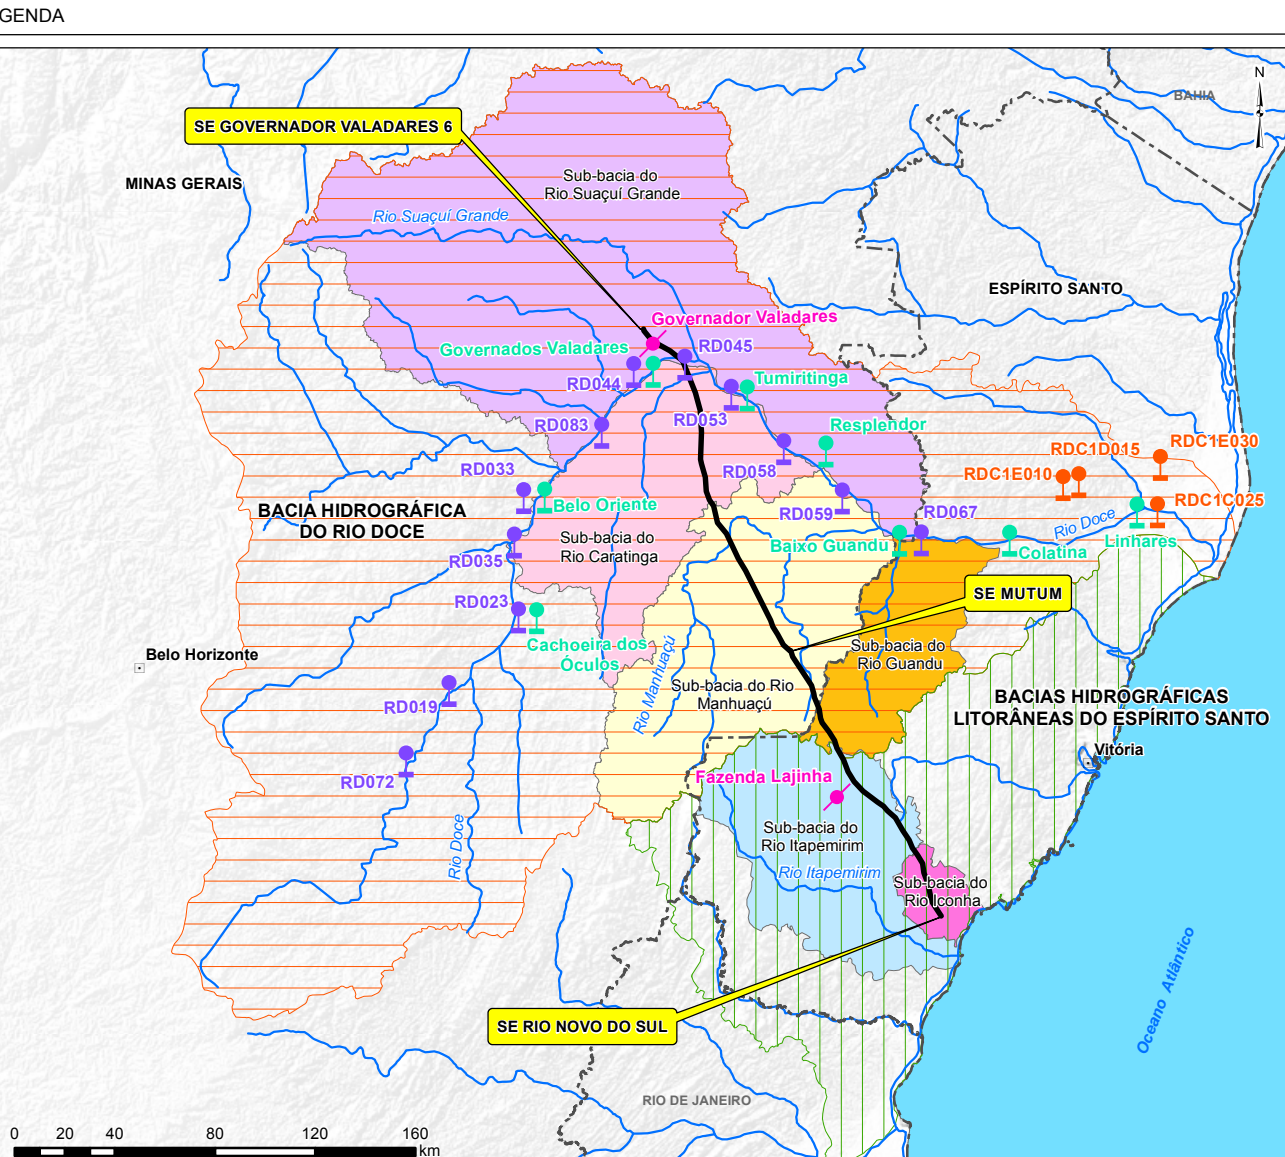 GENDA
N
BAHIA
SE GOVERNADOR VALADARES 6
MINAS GERAIS
Sub-bacia do
Rio Suaçuí Grande
Rio Suaçuí Grande
ESPÍRITO SANTO
Governador Valadares
Governados Valadares
RD045
RD044
Tumiritinga
RD053
RD083
Resplendor
RDC1D015
RDC1E030
RD033
RD058
RDC1E010
Belo Oriente
RDC1C025
BACIA HIDROGRÁFICA
DO RIO DOCE
RD059
RD067
Rio Doce
Sub-bacia do
Rio Caratinga
Baixo Guandu
Linhares
Colatina
RD035
SE MUTUM
RD023
Cachoeira dos
Óculos
Belo Horizonte
Rio Manhuaçú
Sub-bacia do
Rio Guandu
Sub-bacia do Rio
Manhuaçú
BACIAS HIDROGRÁFICAS
LITORÂNEAS DO ESPÍRITO SANTO
RD019
Vitória
RD072
Fazenda Lajinha
Rio Doce
Sub-bacia do
Rio Itapemirim
Rio Itapemirim
Sub-bacia do
Rio Iconha
Oceano Atlântico
SE RIO NOVO DO SUL
RIO DE JANEIRO
0 20 40 80 120 160
km